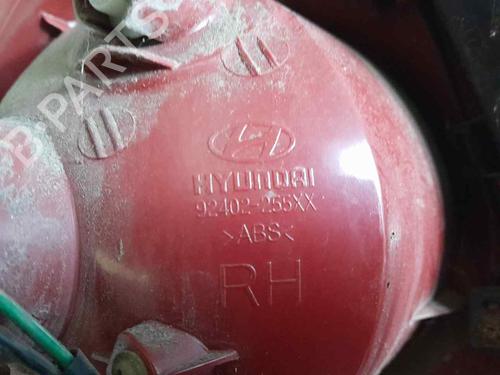 B-PARTS
HYUNDAI
92402-255XX
>ABS<
RH